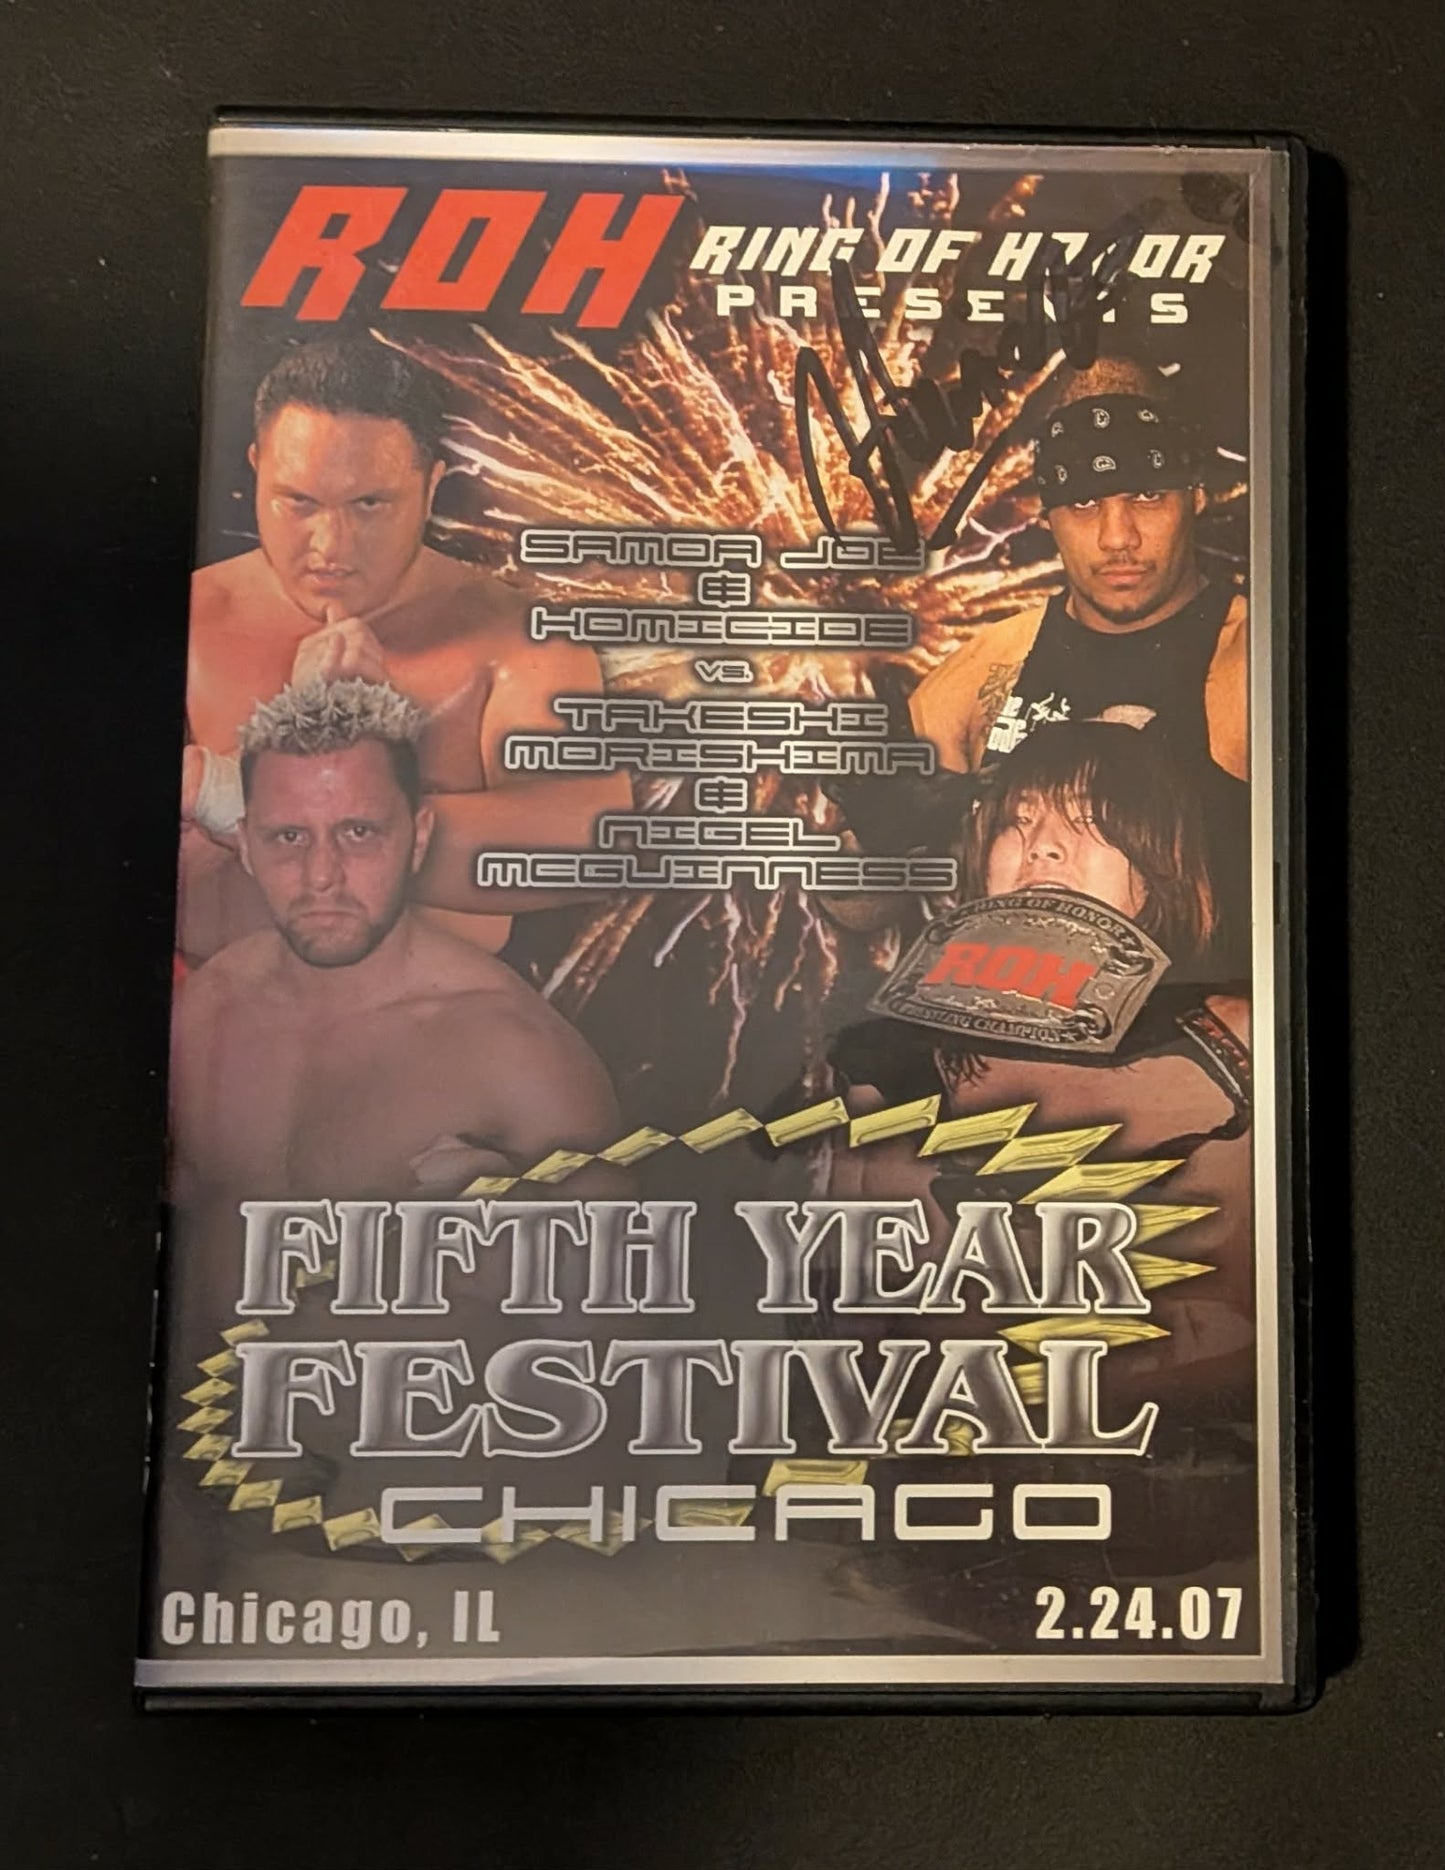 ROH
RING OF HONOR
PRESENTS
SAMOA JOE
&
HOMICIDE
VS.
TAKESHI
MORISHIMA
&
NIGEL
MCGUINNESS
RING OF HONOR
ROH
WRESTLING CHAMPION
FIFTH YEAR
FESTIVAL
CHICAGO
Chicago, IL
2.24.07